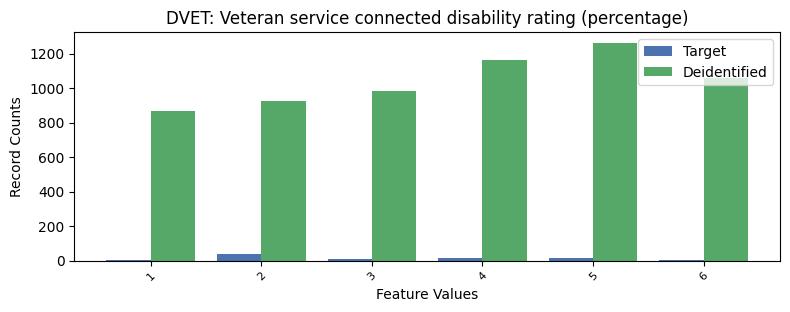 DVET: Veteran service connected disability rating (percentage)
Target
Deidentified
Record Counts
1200
1000
800
600
400
200
0
1 2 3 4 5 6
Feature Values